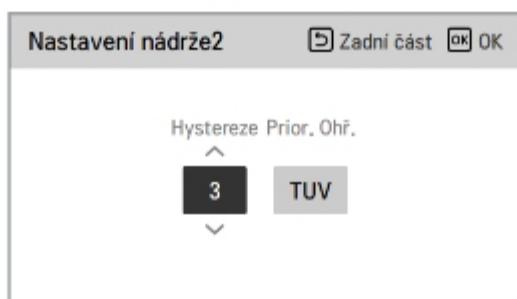 Nastavení nádrže2 Zadní část OK OK
Hystereze Prior. Ohř.
3 TUV